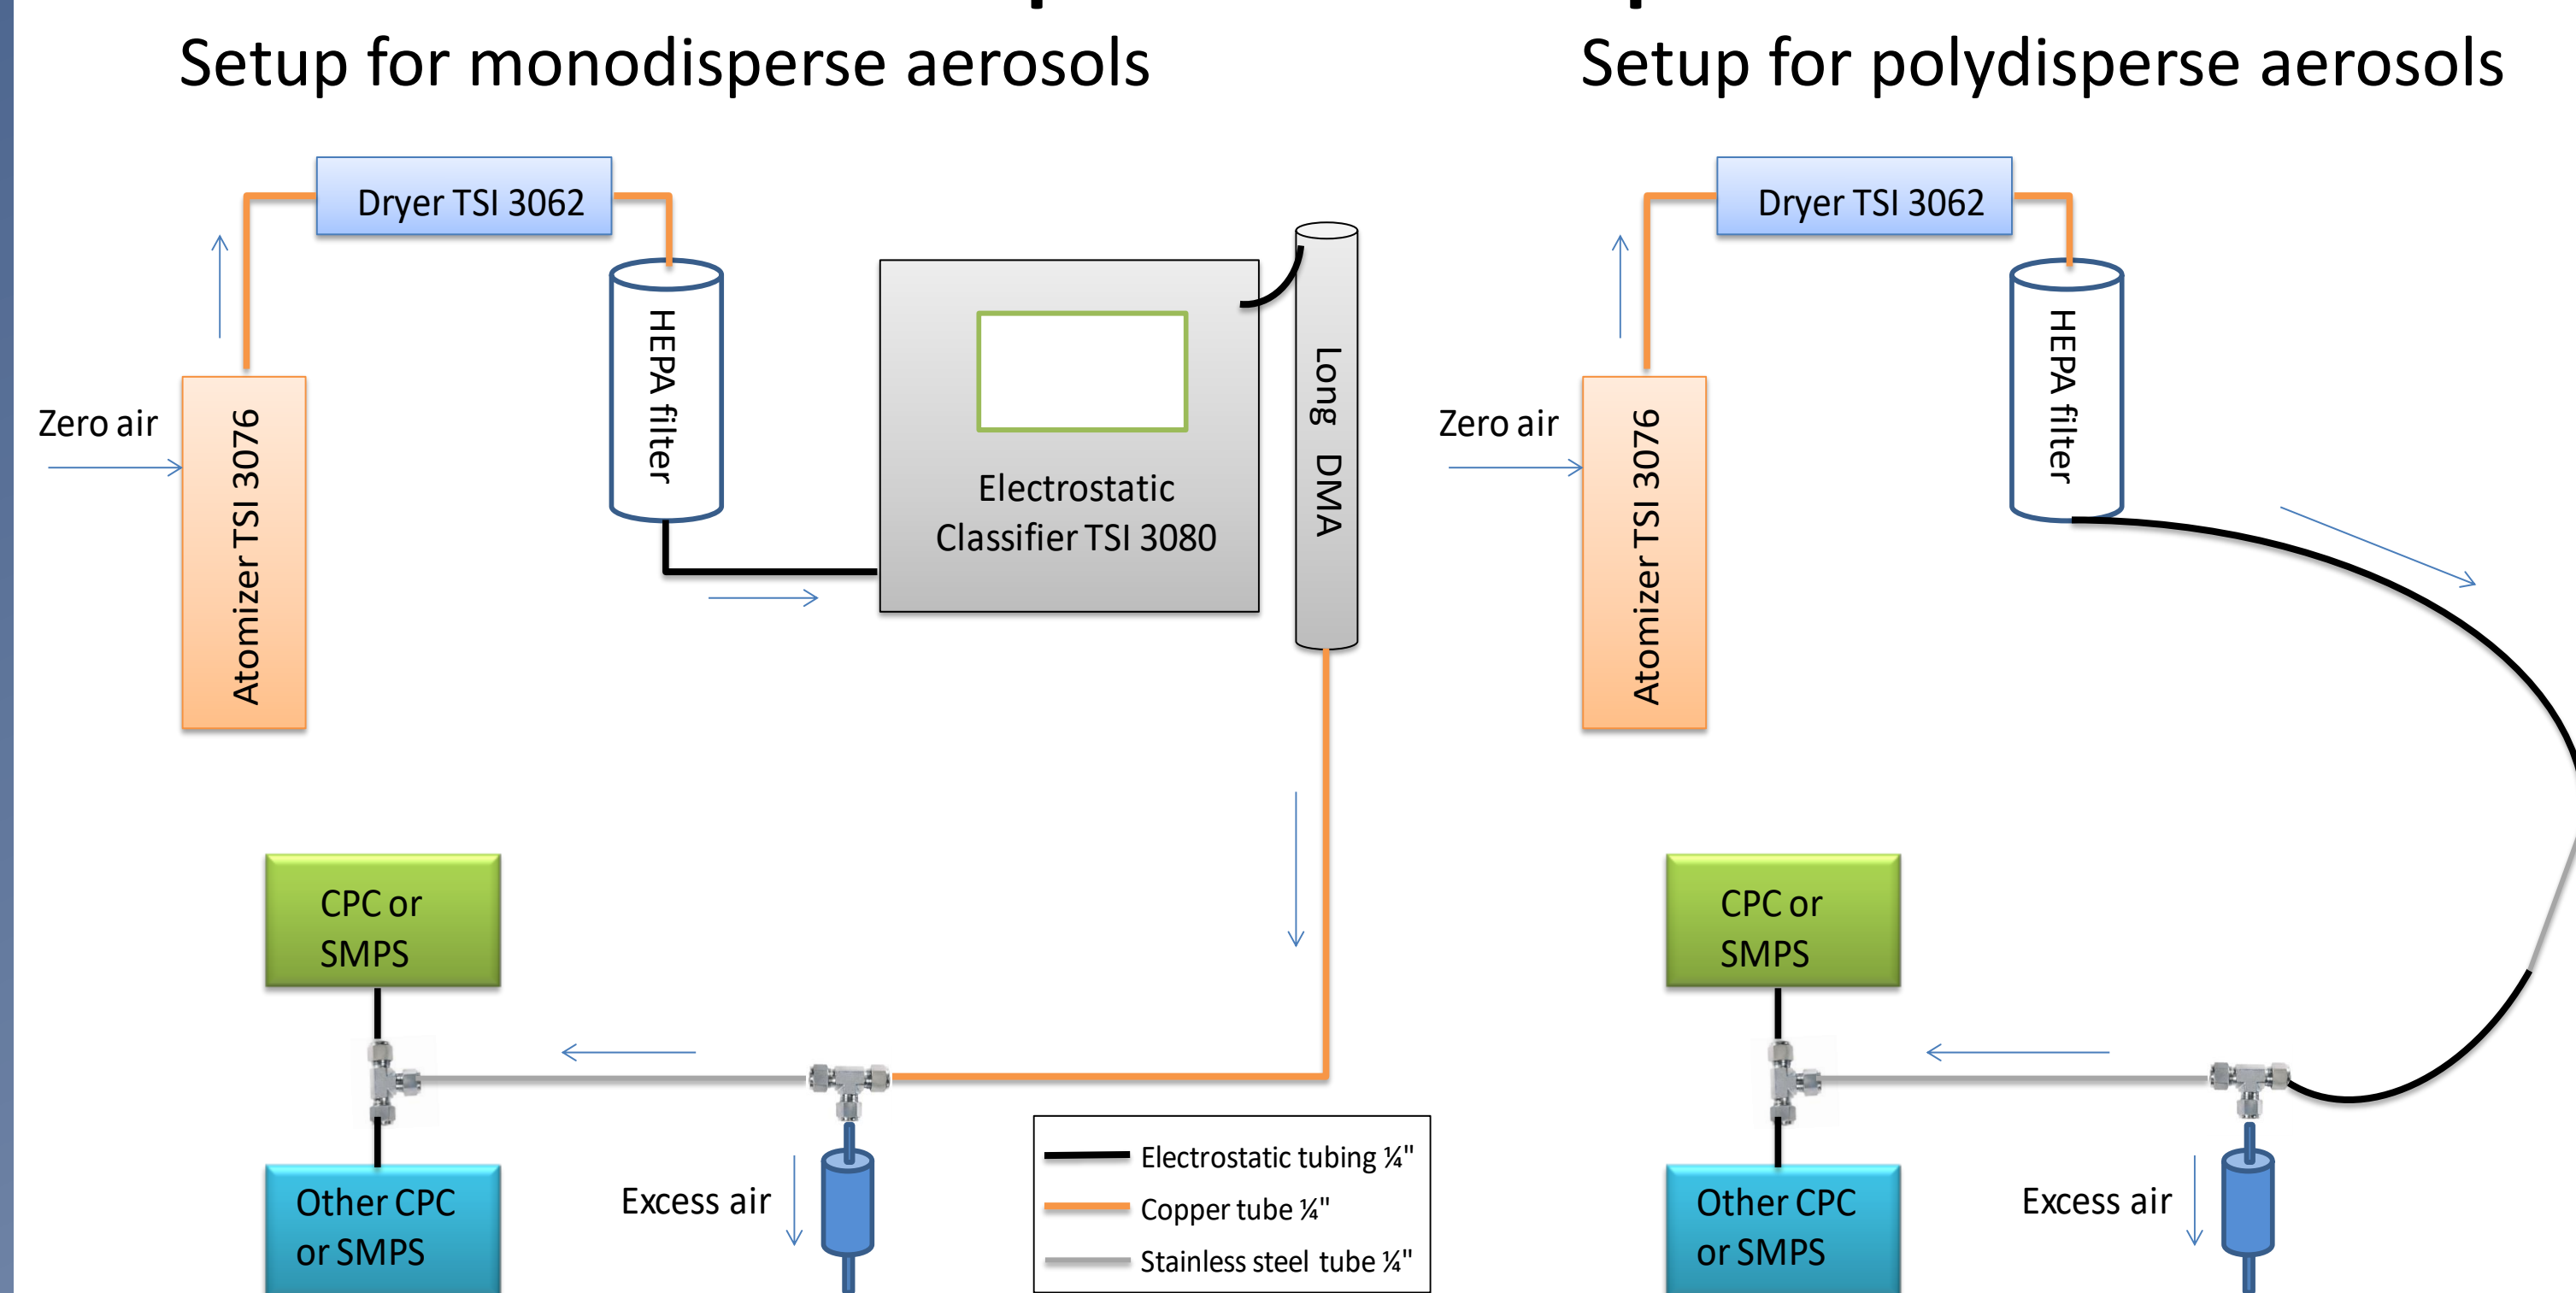 Setup for monodisperse aerosols
Dryer TSI 3062
HEPA filter
Zero air
Atomizer TSI 3076
Electrostatic
Classifier TSI 3080
Long DMA
CPC or
SMPS
Other CPC
or SMPS
Excess air
Electrostatic tubing ¼"
Copper tube ¼"
Stainless steel tube ¼"
Setup for polydisperse aerosols
Dryer TSI 3062
HEPA filter
Zero air
Atomizer TSI 3076
CPC or
SMPS
Other CPC
or SMPS
Excess air